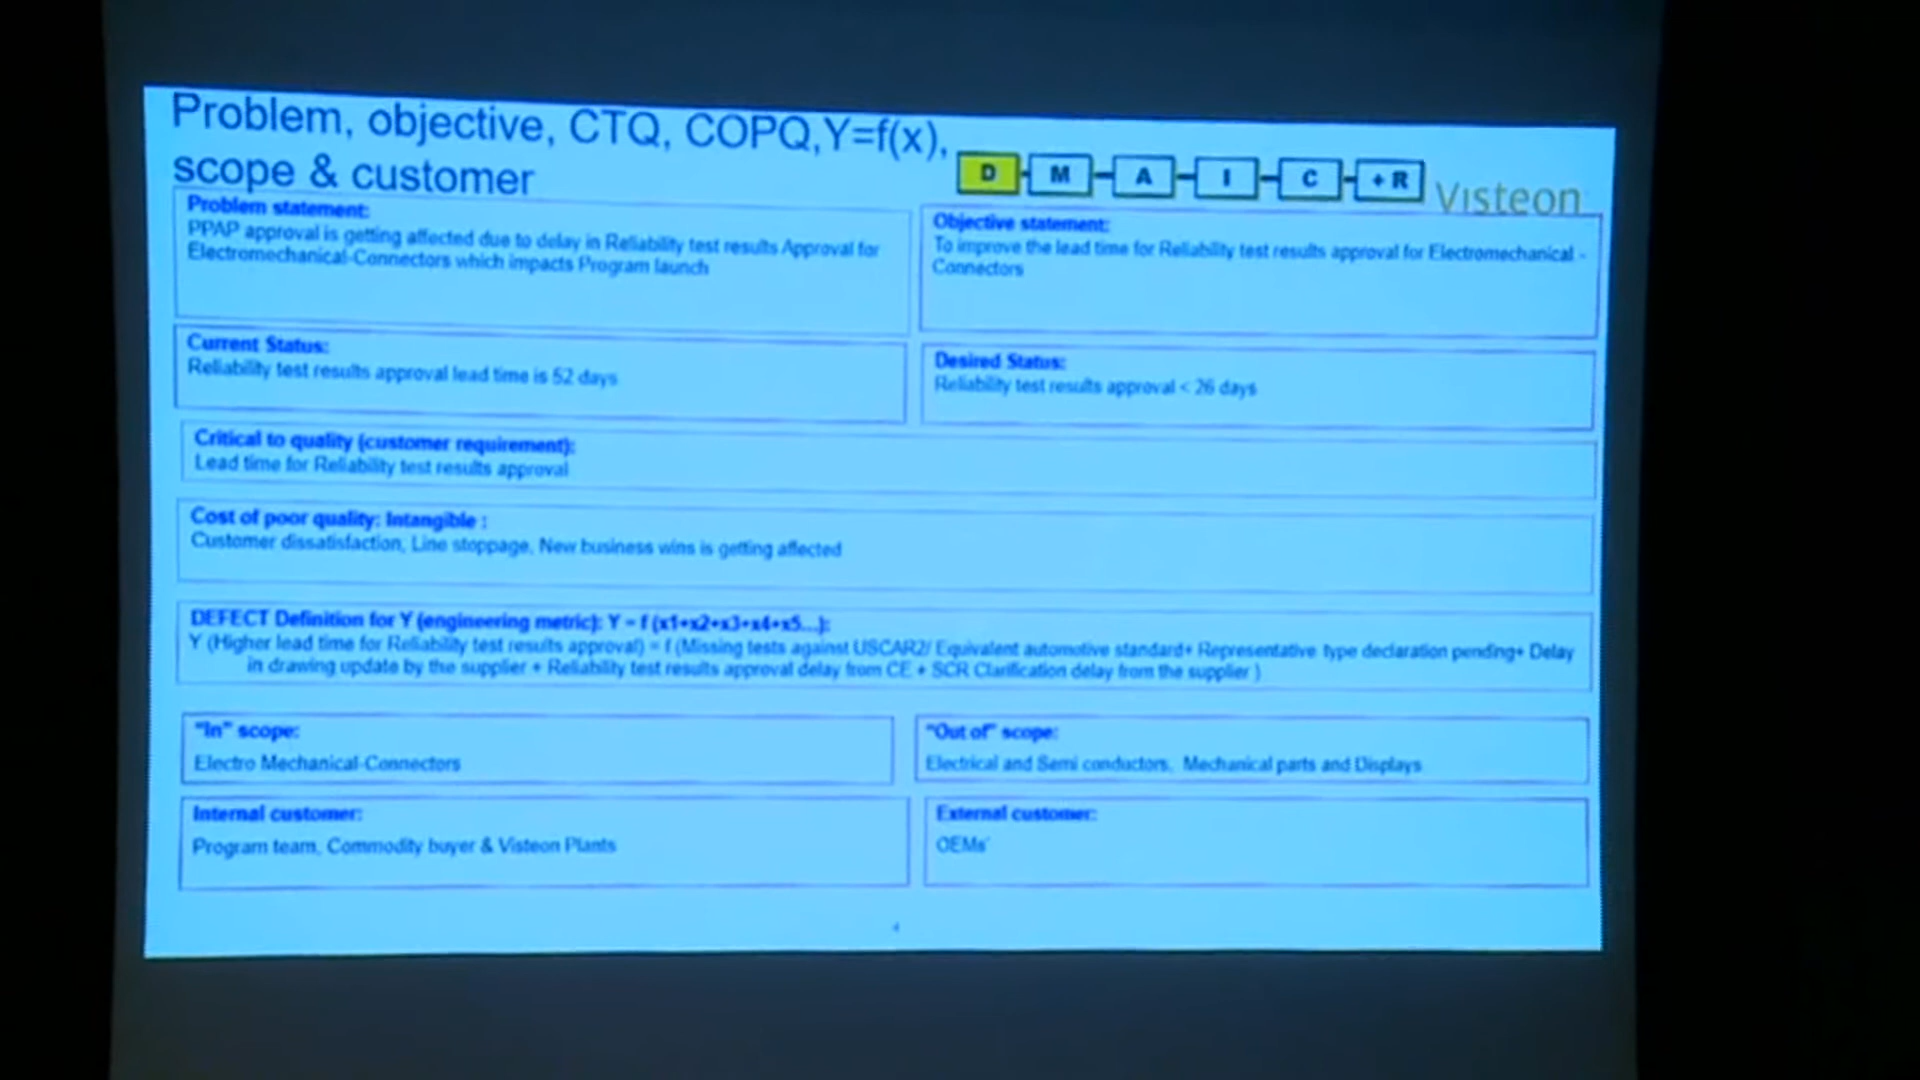 Problem, objective, CTQ, COPQ,Y=f(x),
scope & customer
D M A I C +R
Visteon
Problem statement:
PPAP approval is getting affected due to delay in Reliability test results Approval for
Electromechanical-Connectors which impacts Program launch
Objective statement:
To improve the lead time for Reliability test results approval for Electromechanical -
Connectors
Current Status:
Reliability test results approval lead time is 52 days
Desired Status:
Reliability test results approval < 26 days
Critical to quality (customer requirement):
Lead time for Reliability test results approval
Cost of poor quality: Intangible :
Customer dissatisfaction, Line stoppage, New business wins is getting affected
DEFECT Definition for Y (engineering metric): Y = f (x1+x2+x3+x4+x5...):
Y (Higher lead time for Reliability test results approval) = f (Missing tests against USCAR2/ Equivalent automotive standard+ Representative type declaration pending+ Delay
in drawing update by the supplier + Reliability test results approval delay from CE + SCR Clarification delay from the supplier )
"In" scope:
Electro Mechanical-Connectors
"Out of" scope:
Electrical and Semi conductors, Mechanical parts and Displays
Internal customer:
Program team, Commodity buyer & Visteon Plants
External customer:
OEMs'